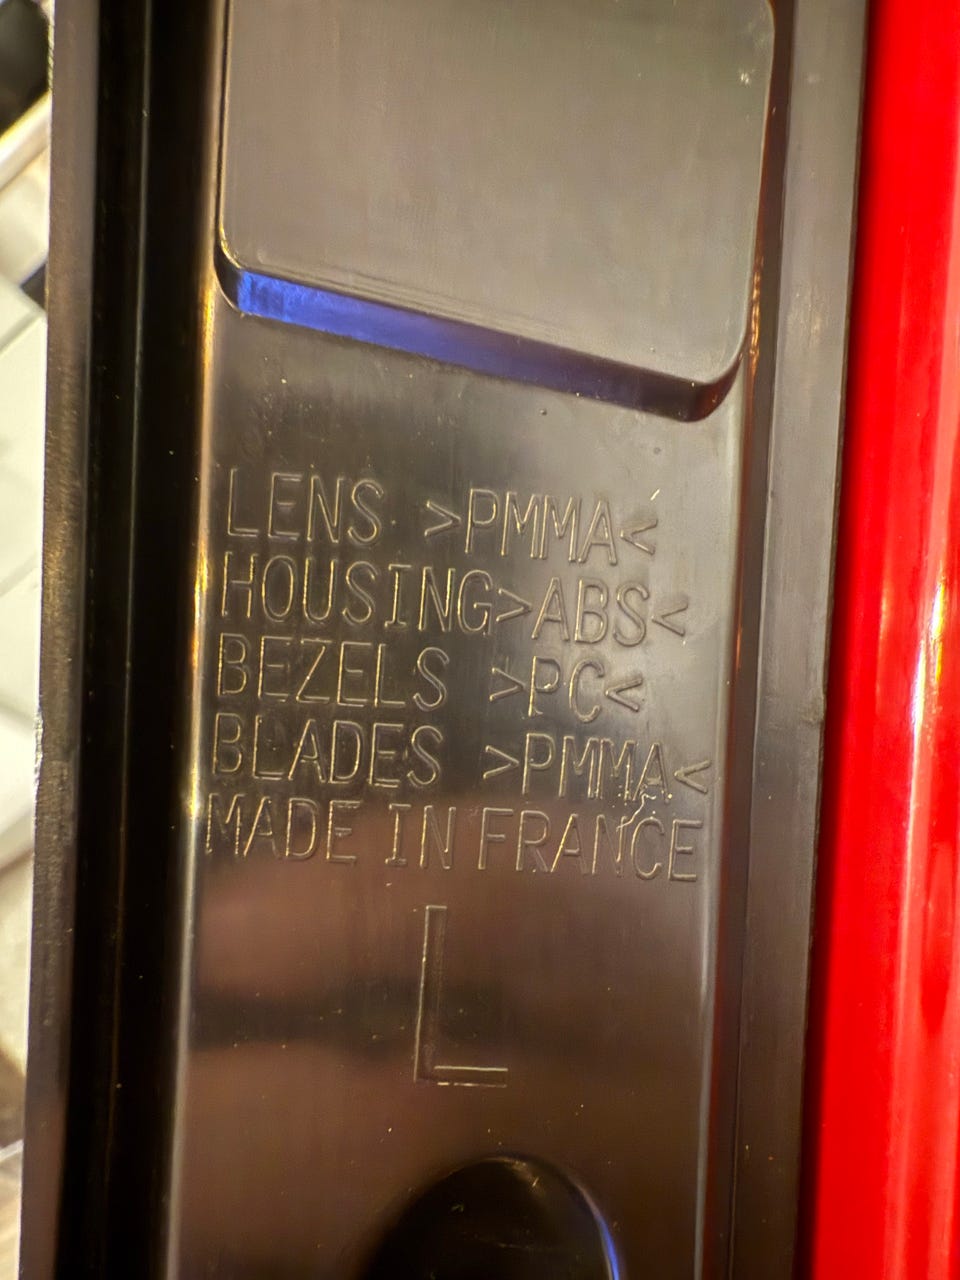 LENS >PMMA<
HOUSING>ABS<
BEZELS >PC<
BLADES >PMMA<
MADE IN FRANCE
L